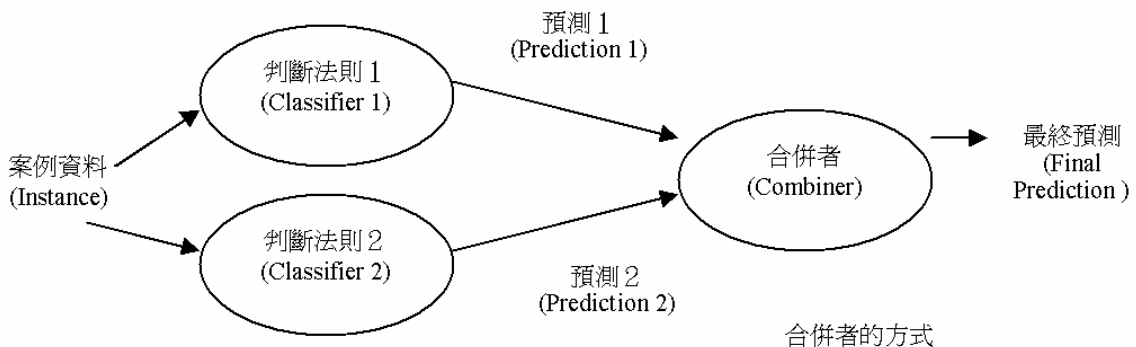 預測1
(Prediction 1)
判斷法則1
(Classifier 1)
案例資料
(Instance)
合併者
(Combiner)
最終預測
(Final
Prediction )
判斷法則2
(Classifier 2)
預測2
(Prediction 2)
合併者的方式